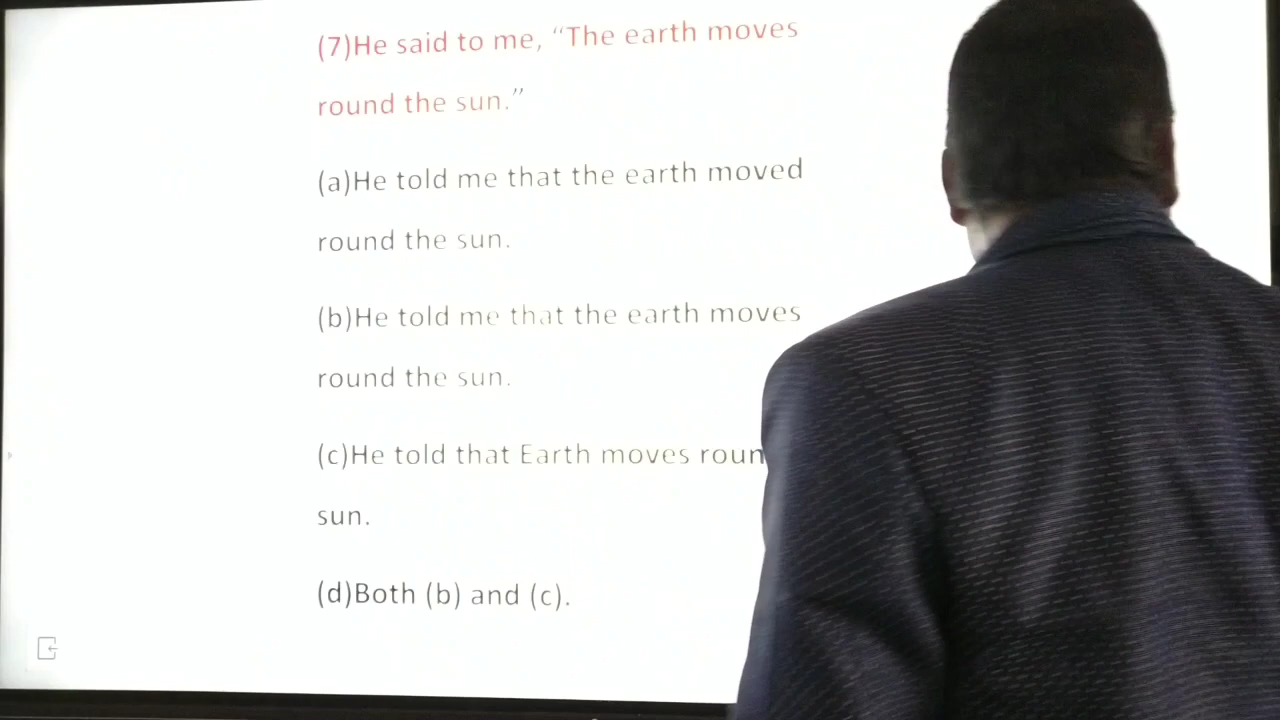 (7)He said to me, “The earth moves
round the sun.”
(a)He told me that the earth moved
round the sun.
(b)He told me that the earth moves
round the sun.
(c)He told that Earth moves
sun.
(d)Both (b) and (c).